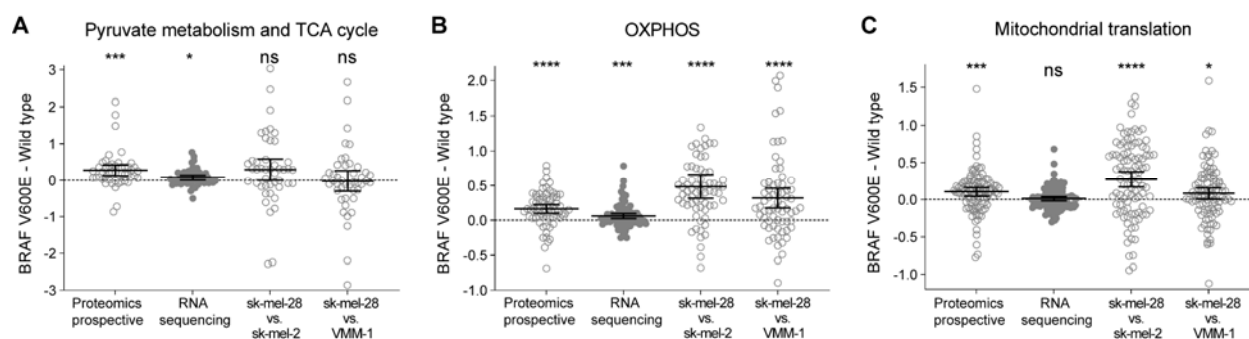 A
Pyruvate metabolism and TCA cycle
*** * ns ns
BRAF V600E - Wild type
3
2
1
0
-1
-2
-3
Proteomics prospective
RNA sequencing
sk-mel-28 vs. sk-mel-2
sk-mel-28 vs. VMM-1
B
OXPHOS
**** *** **** ****
BRAF V600E - Wild type
2.0
1.5
1.0
0.5
0.0
-0.5
-1.0
Proteomics prospective
RNA sequencing
sk-mel-28 vs. sk-mel-2
sk-mel-28 vs. VMM-1
C
Mitochondrial translation
*** ns **** *
BRAF V600E - Wild type
1.5
1.0
0.5
0.0
-0.5
-1.0
Proteomics prospective
RNA sequencing
sk-mel-28 vs. sk-mel-2
sk-mel-28 vs. VMM-1